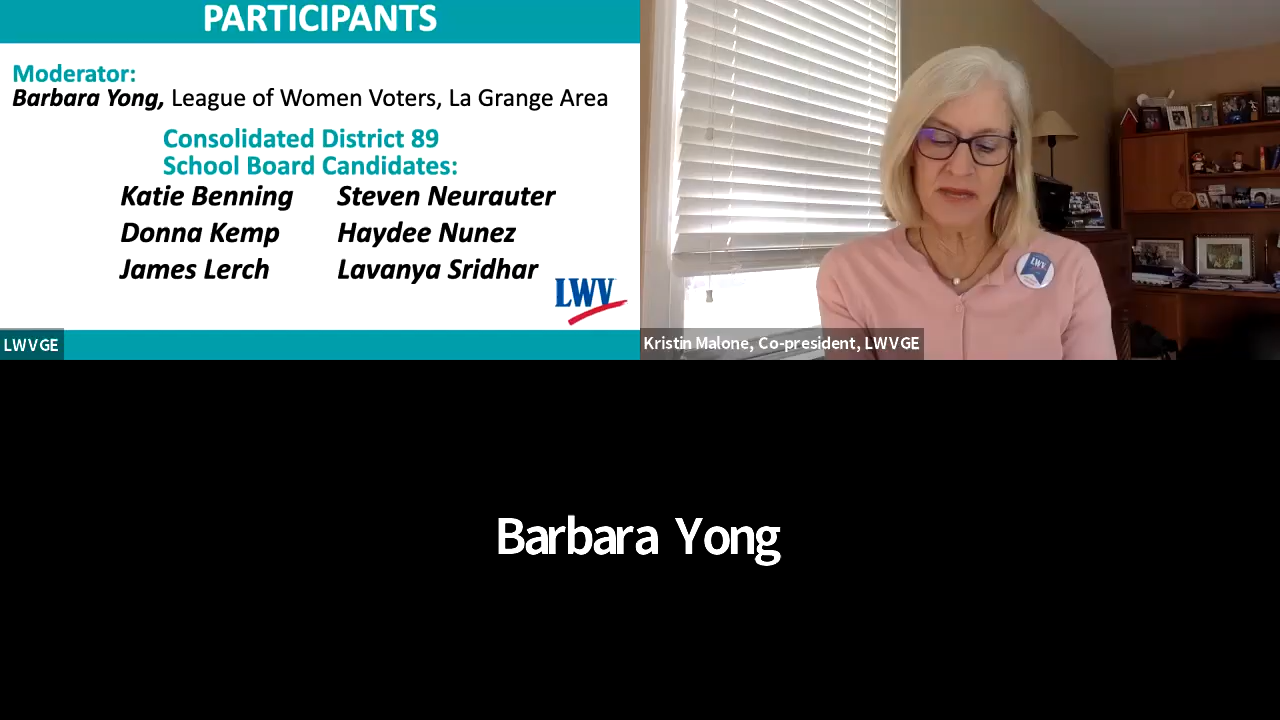 PARTICIPANTS
Moderator:
Barbara Yong, League of Women Voters, La Grange Area
Consolidated District 89
School Board Candidates:
Katie Benning Steven Neurauter
Donna Kemp Haydee Nunez
James Lerch Lavanya Sridhar
LWV
LWVGE
LWV
Kristin Malone, Co-president, LWVGE
Barbara Yong